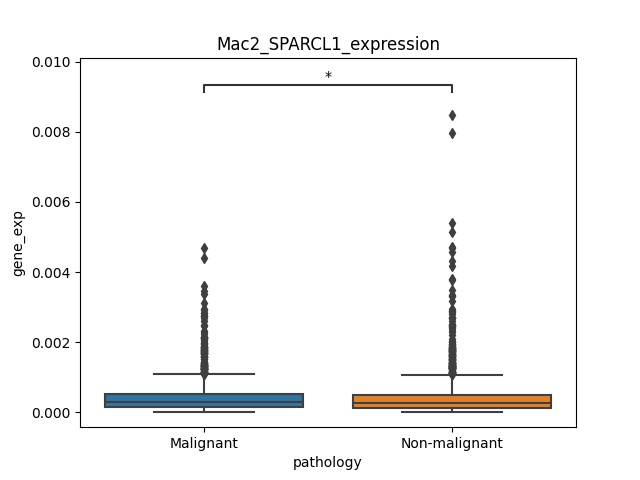 Mac2_SPARCL1_expression
0.010
*
0.008
0.006
gene_exp
0.004
0.002
0.000
Malignant Non-malignant
pathology